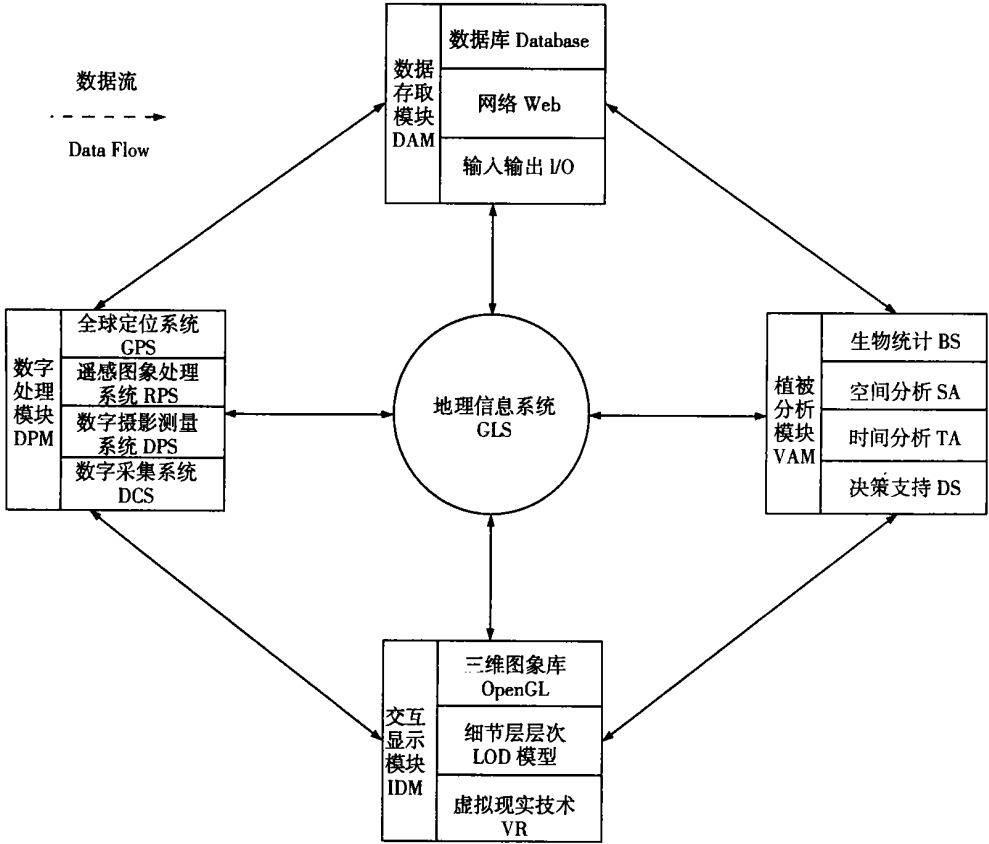 数据流
Data Flow
数据
存取
模块
DAM
数据库 Database
网络 Web
输入输出 I/O
数字
处理
模块
DPM
全球定位系统
GPS
遥感图象处理
系统 RPS
数字摄影测量
系统 DPS
数字采集系统
DCS
地理信息系统
GLS
植被
分析
模块
VAM
生物统计 BS
空间分析 SA
时间分析 TA
决策支持 DS
交互
显示
模块
IDM
三维图象库
OpenGL
细节层层次
LOD 模型
虚拟现实技术
VR